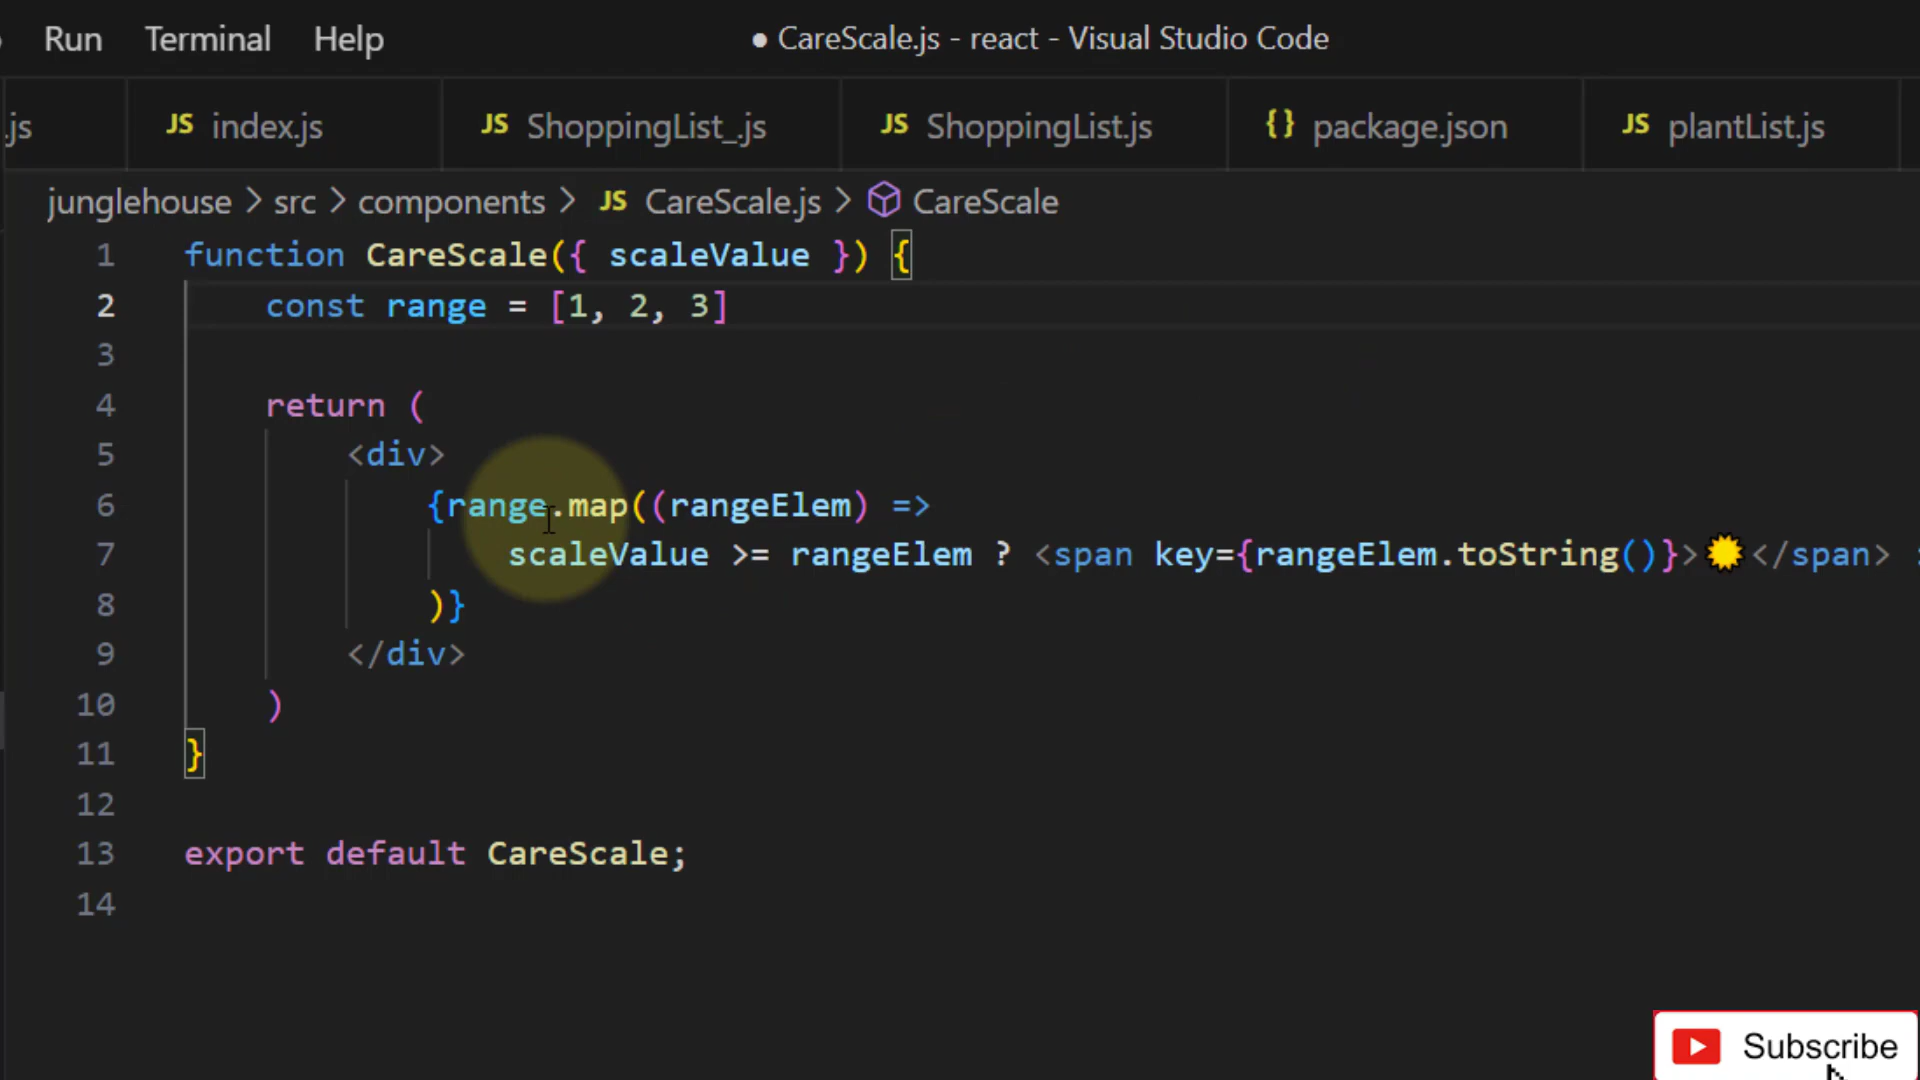 Run Terminal Help ● CareScale.js - react - Visual Studio Code
.js JS index.js JS ShoppingList_.js JS ShoppingList.js {} package.json JS plantList.js
junglehouse > src > components > JS CareScale.js > CareScale
1 function CareScale({ scaleValue }) {
2 const range = [1, 2, 3]
3
4 return (
5 <div>
6 {range.map((rangeElem) =>
7 scaleValue >= rangeElem ? <span key={rangeElem.toString()}>☀️</span>
8 )}
9 </div>
10 )
11 }
12
13 export default CareScale;
14
Subscribe